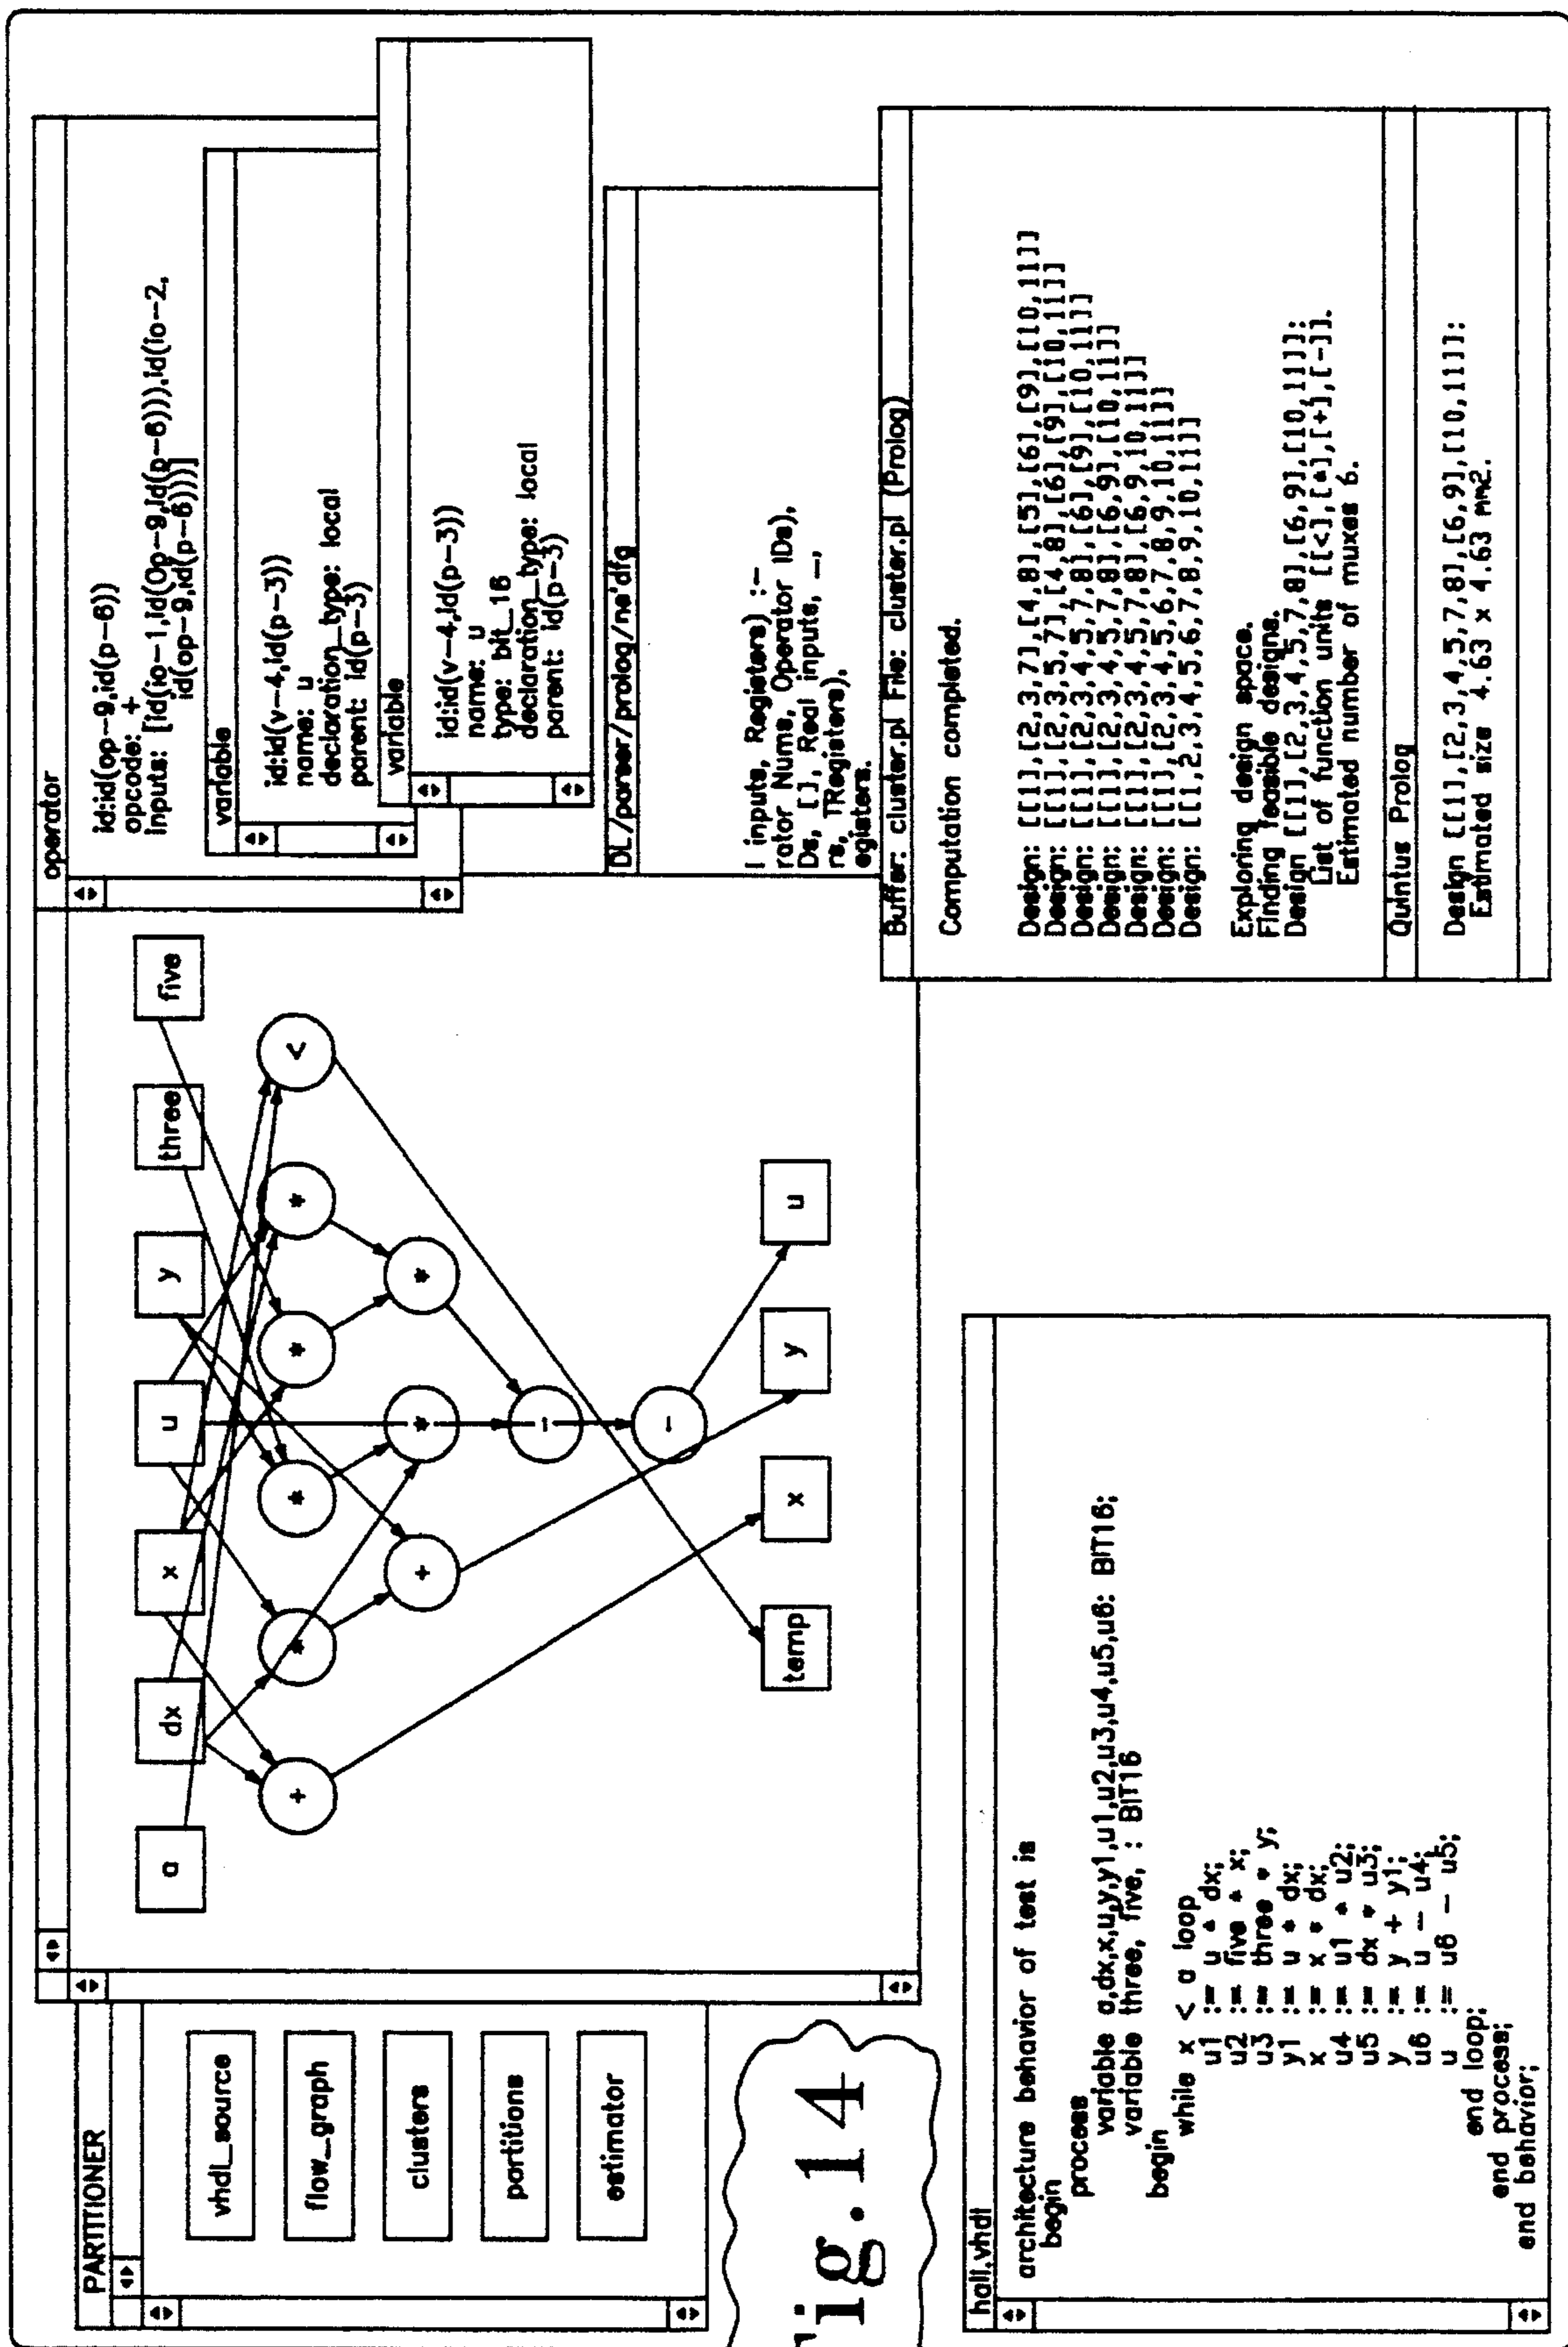 PARTITIONER
vhdl_source
flow_graph
clusters
partitions
estimator
a
dx
x
u
y
three
five
+
*
*
*
*
<
+
*
*
-
-
temp
x
y
u
operator
id:id(op-9,id(p-6))
opcode: +
inputs: [id(io-1,id(Op-9,id(p-6))),id(io-2,
id(op-9,id(p-6)))]
variable
id:id(v-4,id(p-3))
name: u
declaration_type: local
parent: id(p-3)
variable
id:id(v-4,id(p-3))
name: u
type: bit_16
declaration_type: local
parent: id(p-3)
DL/parser/prolog/ne'dfg
[ inputs, Registers) :-
rator Nums, Operator IDs),
Ds, [], Real inputs, _,
rs, TRegisters),
egisters.
Buffer: cluster.pl File: cluster.pl (Prolog)
Computation completed.
Design: [[1],[2,3,7],[4,8],[5],[6],[9],[10,11]]
Design: [[1],[2,3,5,7],[4,8],[6],[9],[10,11]]
Design: [[1],[2,3,4,5,7,8],[6],[9],[10,11]]
Design: [[1],[2,3,4,5,7,8],[6,9],[10,11]]
Design: [[1],[2,3,4,5,7,8],[6,9,10,11]]
Design: [[1],[2,3,4,5,6,7,8,9,10,11]]
Design: [[1,2,3,4,5,6,7,8,9,10,11]]
Exploring design space.
Finding feasible designs.
Design [[1],[2,3,4,5,7,8],[6,9],[10,11]]:
List of function units [[<],[*],[+],[-]].
Estimated number of muxes 6.
Quintus Prolog
Design [[1],[2,3,4,5,7,8],[6,9],[10,11]]:
Estimated size 4.63 x 4.63 mm2.
hall.vhdl
architecture behavior of test is
begin
process
variable a,dx,x,u,y,y1,u1,u2,u3,u4,u5,u6: BIT16;
variable three, five, : BIT16
begin
while x < a loop
u1 := u * dx;
u2 := five * x;
u3 := three * y;
y1 := u * dx;
x := x * dx;
u4 := u1 * u2;
u5 := dx * u3;
y := y + y1;
u6 := u - u4;
u := u6 - u5;
end loop;
end process;
end behavior;
Fig.14